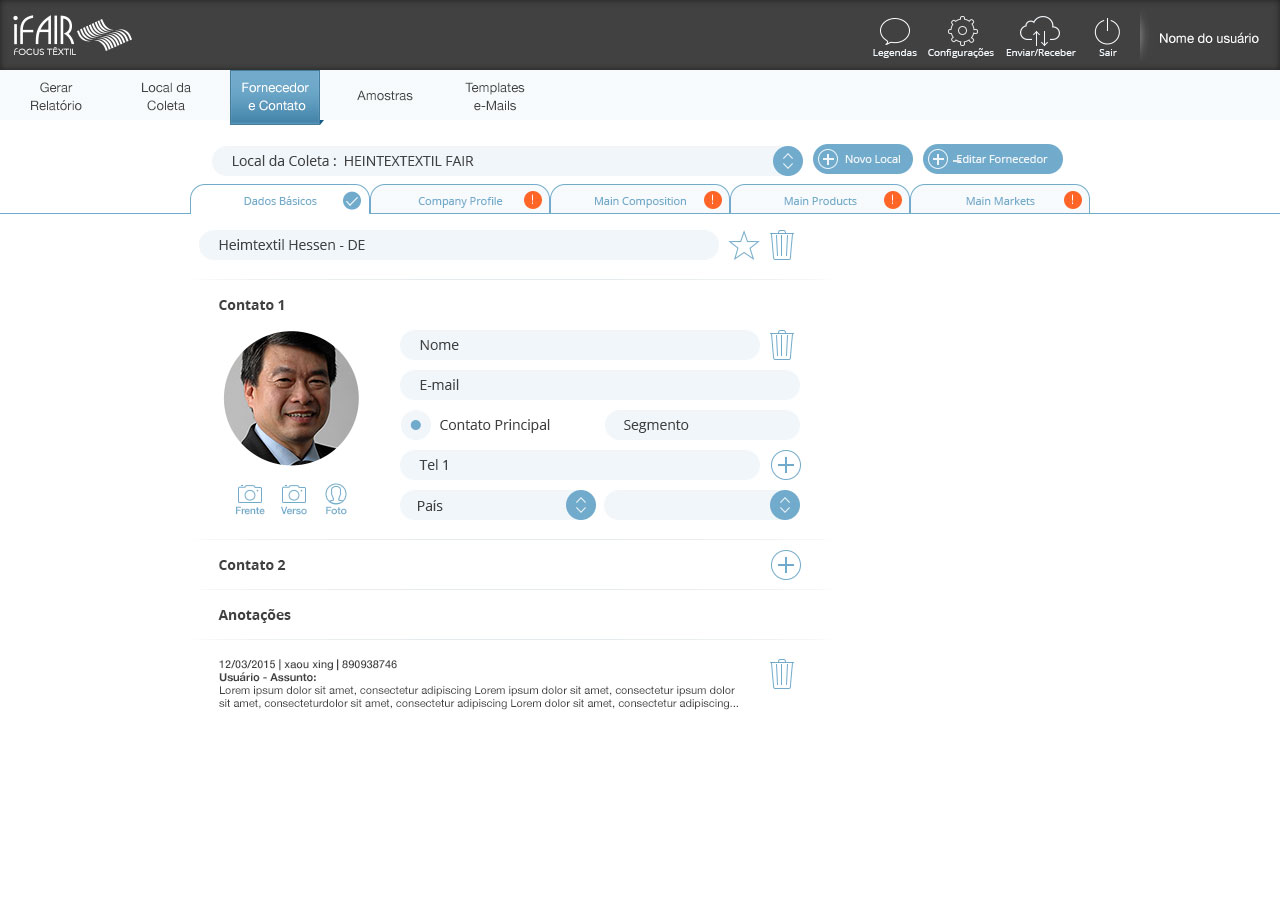 iFAIR
FOCUS TÊXTIL
Legendas
Configurações
Enviar/Receber
Sair
Nome do usuário
Gerar
Relatório
Local da
Coleta
Fornecedor
e Contato
Amostras
Templates
e-Mails
Local da Coleta : HEINTEXTEXTIL FAIR
Novo Local
Editar Fornecedor
Dados Básicos
Company Profile
!
Main Composition
!
Main Products
!
Main Markets
!
Heimtextil Hessen - DE
Contato 1
Nome
E-mail
Contato Principal
Segmento
Tel 1
País
Frente
Verso
Foto
Contato 2
Anotações
12/03/2015 | xaou xing | 890938746
Usuário - Assunto:
Lorem ipsum dolor sit amet, consectetur adipiscing Lorem ipsum dolor sit amet, consectetur ipsum dolor
sit amet, consecteturdolor sit amet, consectetur adipiscing Lorem dolor sit amet, consectetur adipiscing...